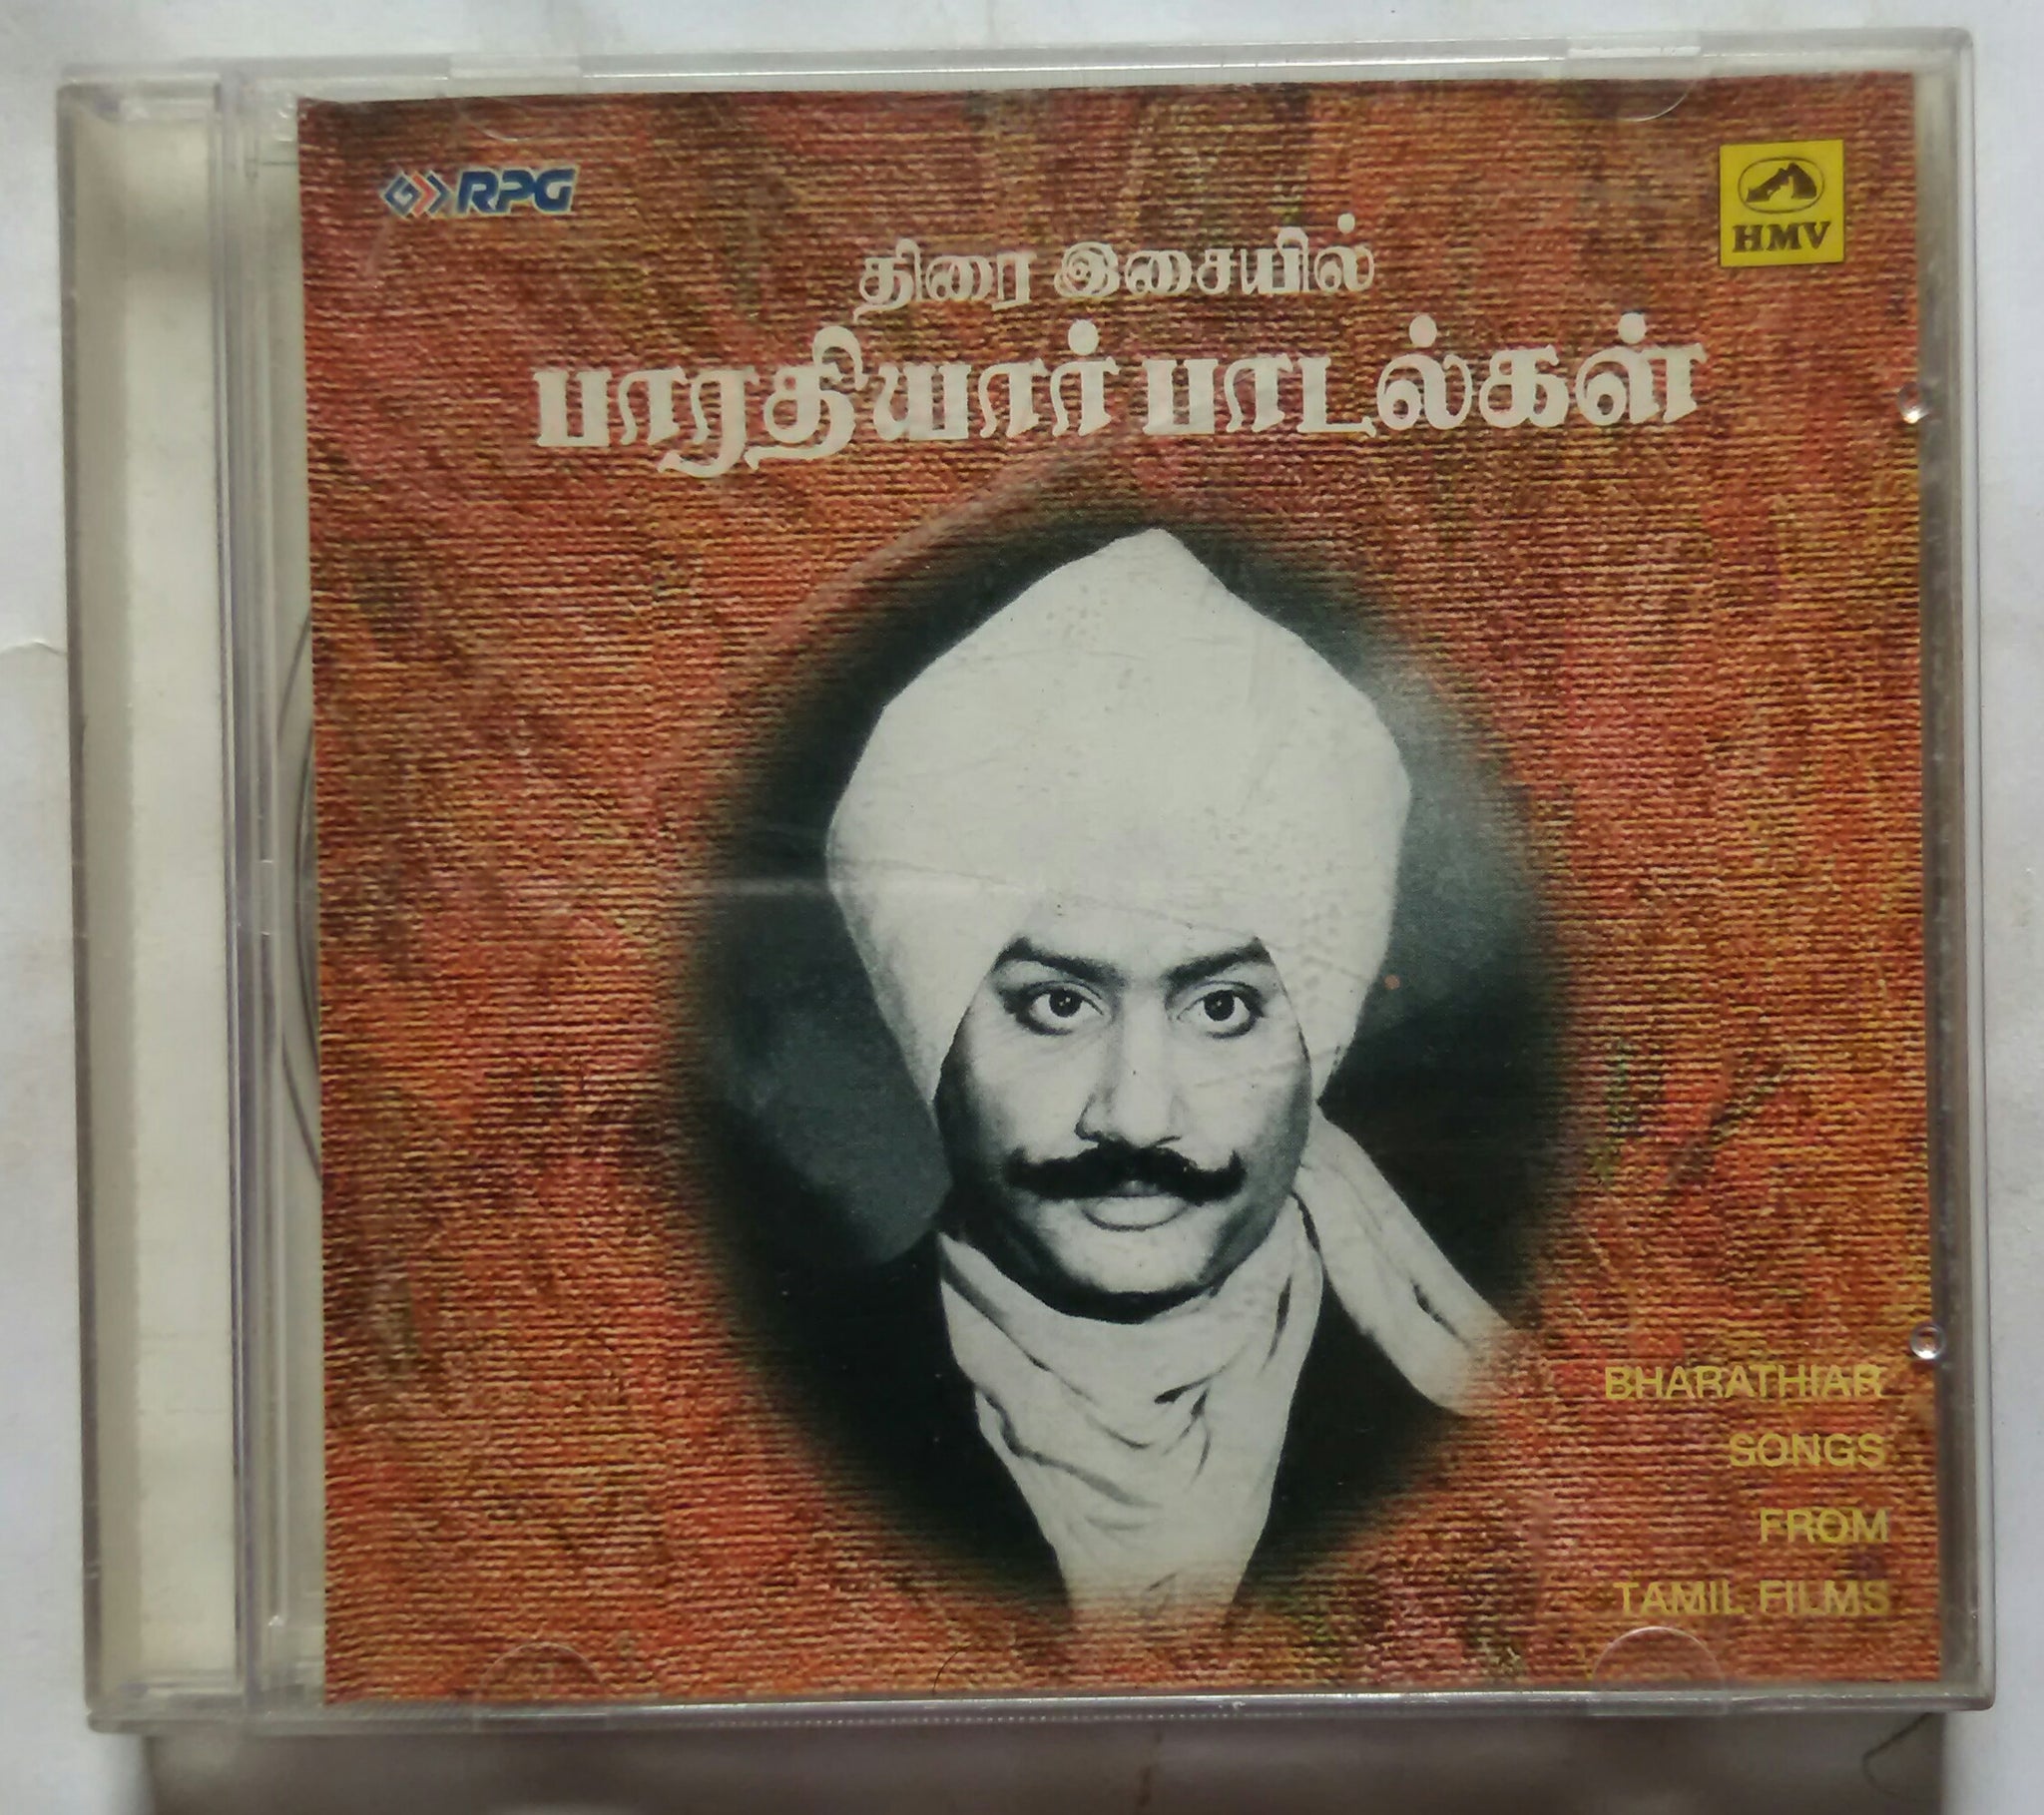 RPG
HMV
திரை இசையில்
பாரதியார் பாடல்கள்
BHARATHIAR
SONGS
FROM
TAMIL FILMS